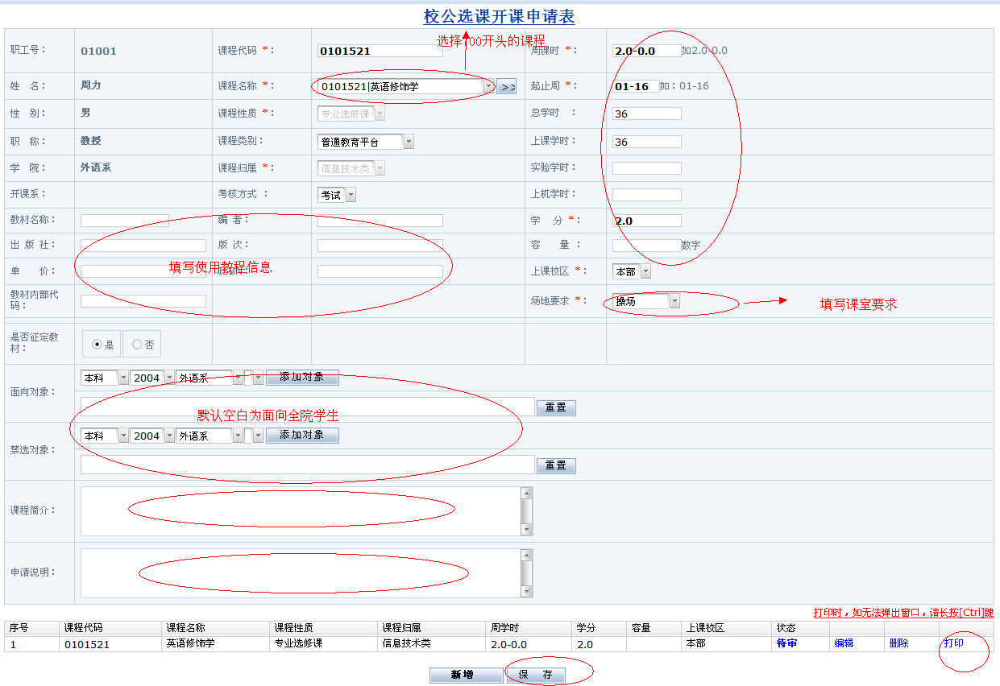 校公选课开课申请表
选择100开头的课程
职工号： 01001 课程代码 *： 0101521 周课时 *： 2.0-0.0 如2.0-0.0
姓 名： 周力 课程名称 *： 0101521|英语修饰学 >> 起止周 *： 01-16 如：01-16
性 别： 男 课程性质 *： 专业选修课 总学时 ： 36
职 称： 教授 课程类别： 普通教育平台 上课学时： 36
学 院： 外语系 课程归属 *： 信息技术类 实验学时：
开课系： 考核方式 ： 考试 上机学时：
教材名称： 编 者： 学 分 *： 2.0
出 版 社： 版 次： 容 量 ： 数字
单 价： 上课校区 *： 本部
填写使用教程信息
教材内部代码： 场地要求 *： 操场 填写课室要求
是否征定教材： 是 否
面向对象： 本科 2004 外语系 添加对象
重置
默认空白为面向全院学生
禁选对象： 本科 2004 外语系 添加对象
重置
课程简介：
申请说明：
打印时，如无法弹出窗口，请长按[Ctrl]键
序号 课程代码 课程名称 课程性质 课程归属 周学时 学分 容量 上课校区 状态
1 0101521 英语修饰学 专业选修课 信息技术类 2.0-0.0 2.0 本部 待审 编辑 删除 打印
新增 保 存